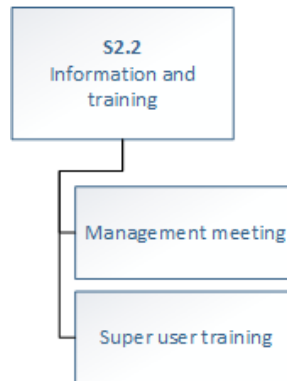 S2.2
Information and
training
Management meeting
Super user training